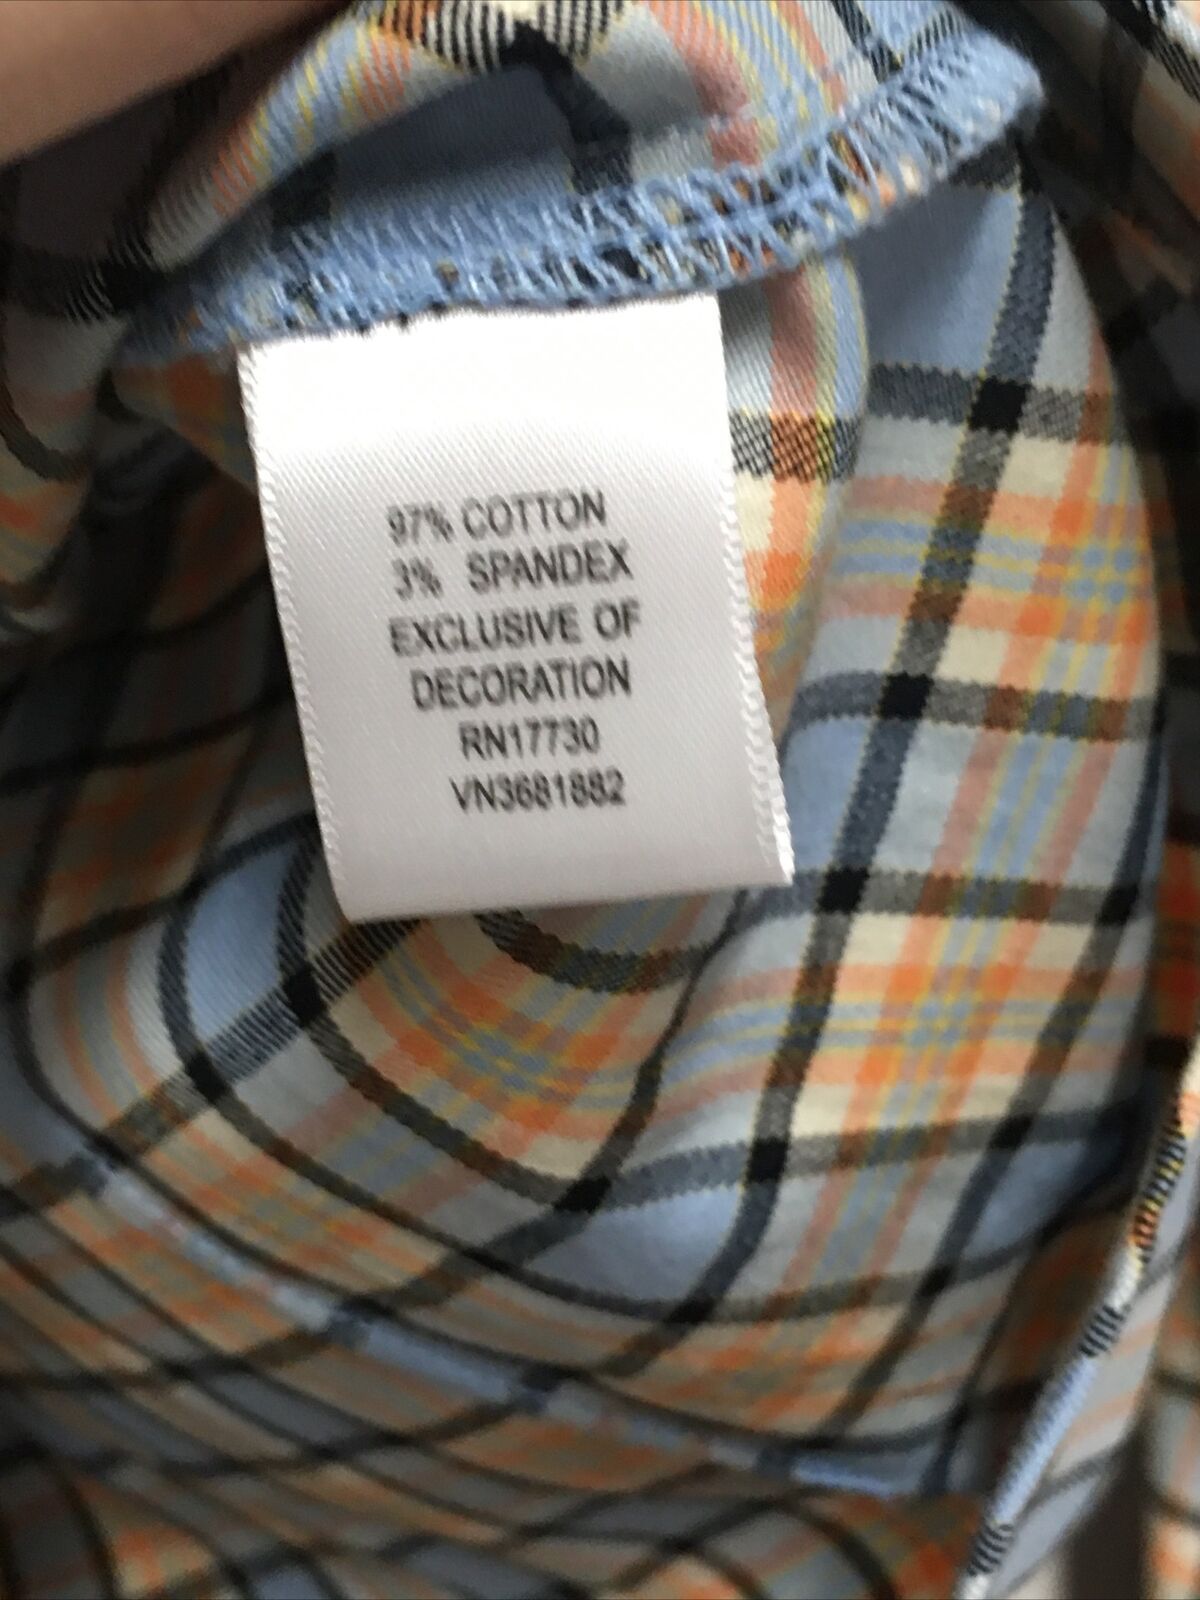 97% COTTON
3% SPANDEX
EXCLUSIVE OF
DECORATION
RN17730
VN3681882